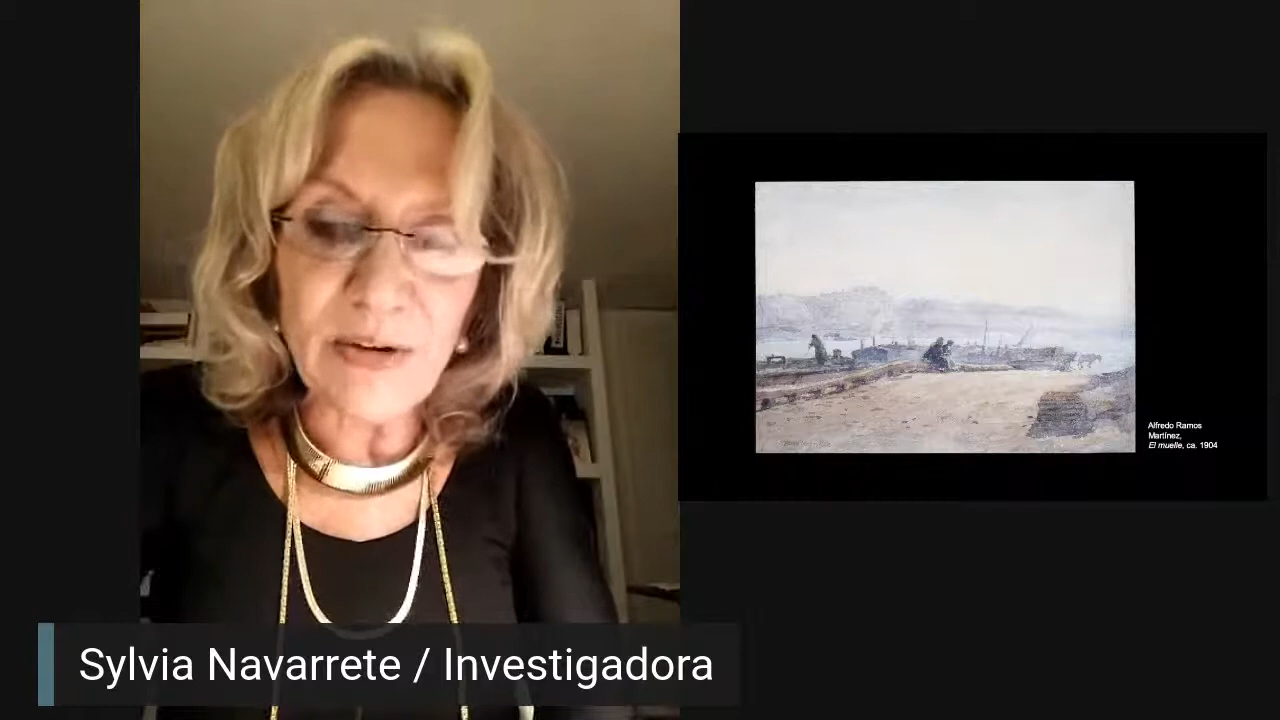 Alfredo Ramos
Martínez,
El muelle, ca. 1904
Sylvia Navarrete / Investigadora